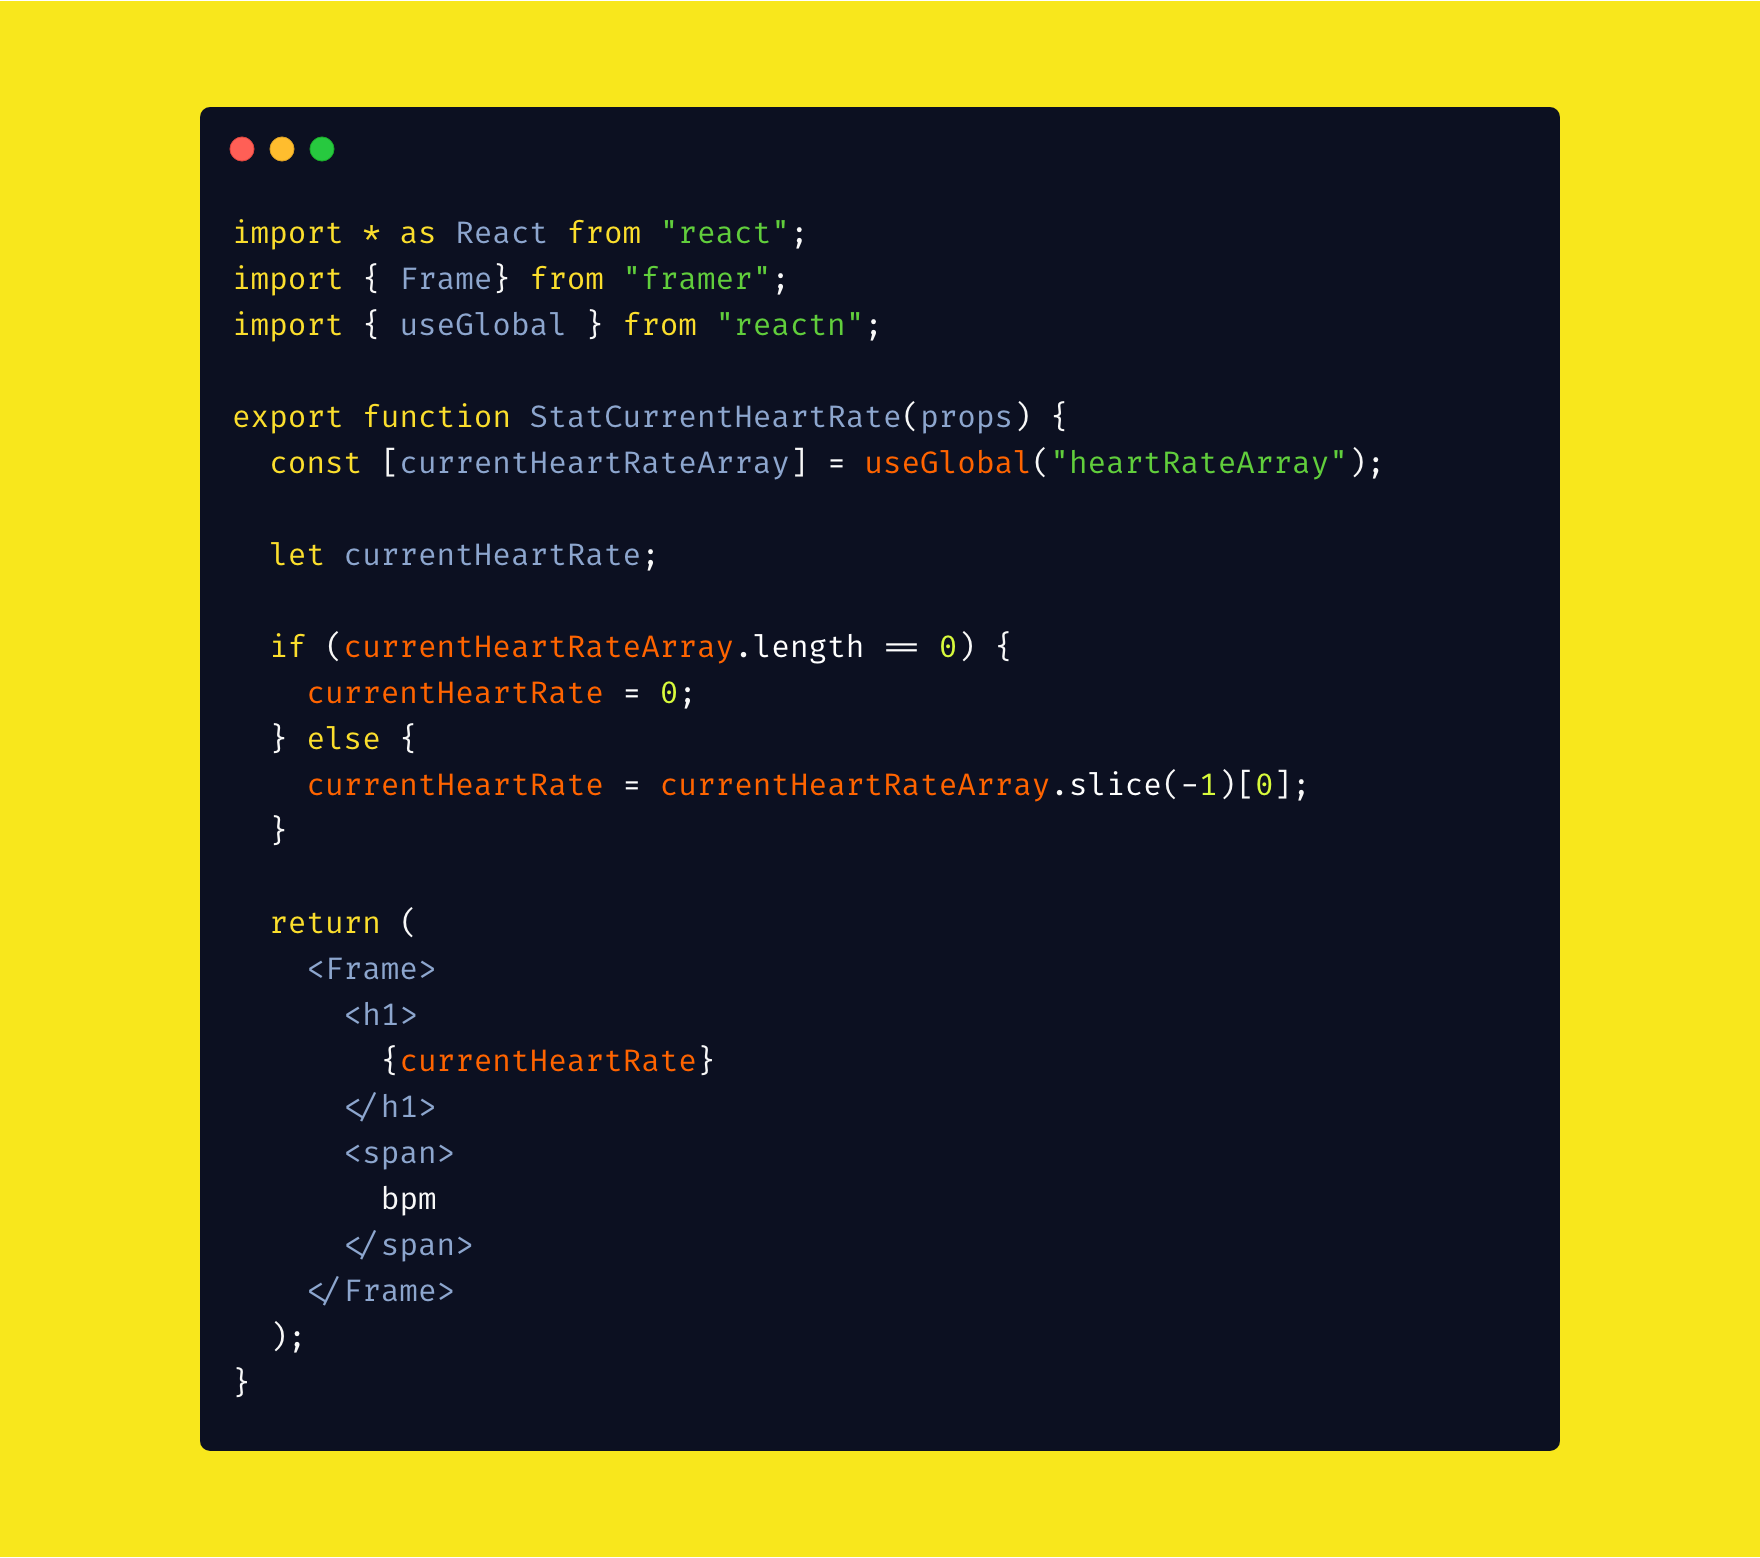 import * as React from "react";
import { Frame} from "framer";
import { useGlobal } from "reactn";

export function StatCurrentHeartRate(props) {
  const [currentHeartRateArray] = useGlobal("heartRateArray");

  let currentHeartRate;

  if (currentHeartRateArray.length == 0) {
    currentHeartRate = 0;
  } else {
    currentHeartRate = currentHeartRateArray.slice(-1)[0];
  }

  return (
    <Frame>
      <h1>
        {currentHeartRate}
      </h1>
      <span>
        bpm
      </span>
    </Frame>
  );
}